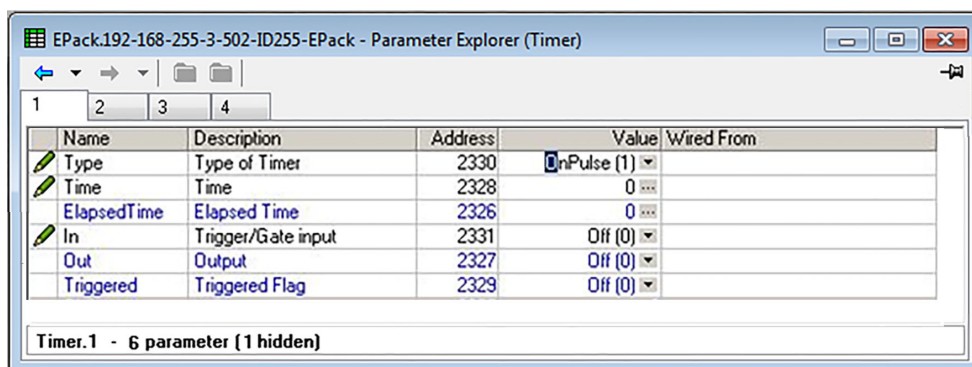 EPack.192-168-255-3-502-ID255-EPack - Parameter Explorer (Timer)
1 2 3 4
Name Description Address Value Wired From
Type Type of Timer 2330 OnPulse (1)
Time Time 2328 0 ...
ElapsedTime Elapsed Time 2326 0 ...
In Trigger/Gate input 2331 Off (0)
Out Output 2327 Off (0)
Triggered Triggered Flag 2329 Off (0)
Timer.1 - 6 parameter (1 hidden)